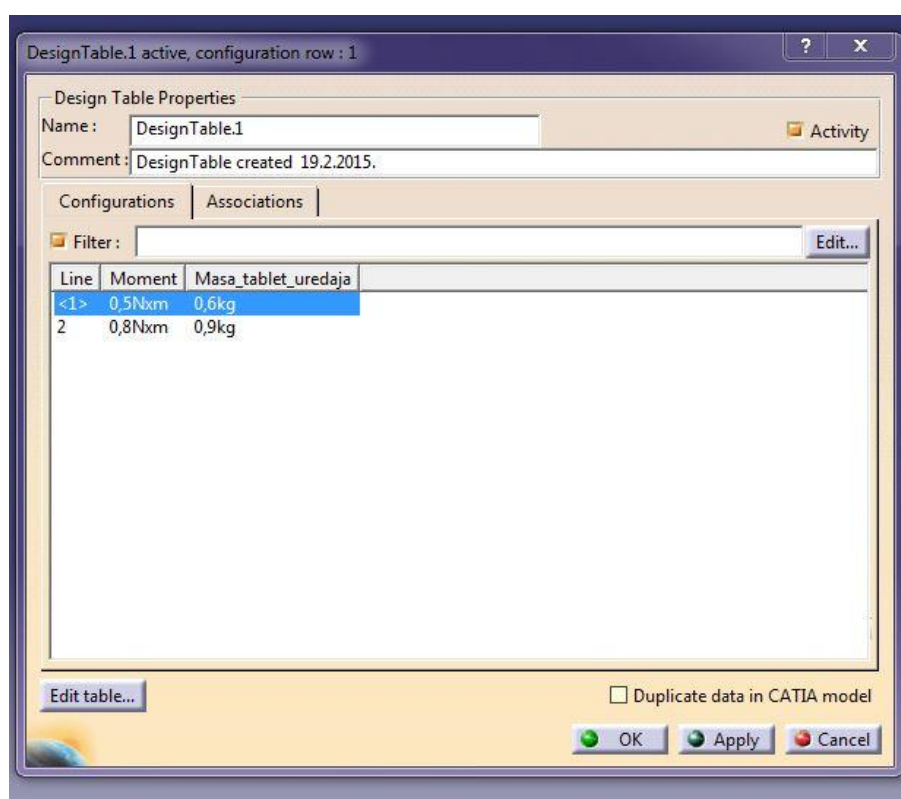 DesignTable.1 active, configuration row : 1
? X
Design Table Properties
Name : DesignTable.1 Activity
Comment : DesignTable created 19.2.2015.
Configurations Associations
Filter : Edit...
Line Moment Masa_tablet_uredaja
<1> 0,5Nxm 0,6kg
2 0,8Nxm 0,9kg
Edit table... Duplicate data in CATIA model
OK Apply Cancel